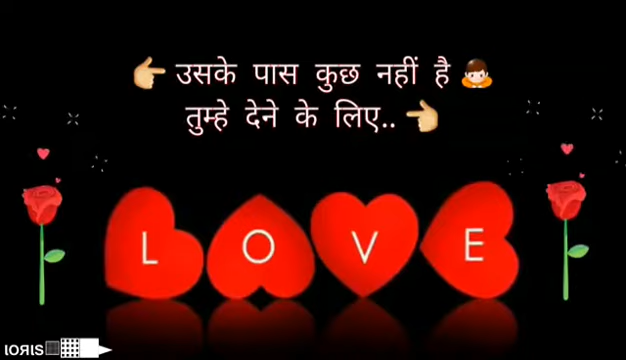 👉 उसके पास कुछ नहीं है 🙇
तुम्हे देने के लिए.. 👈
L O V E